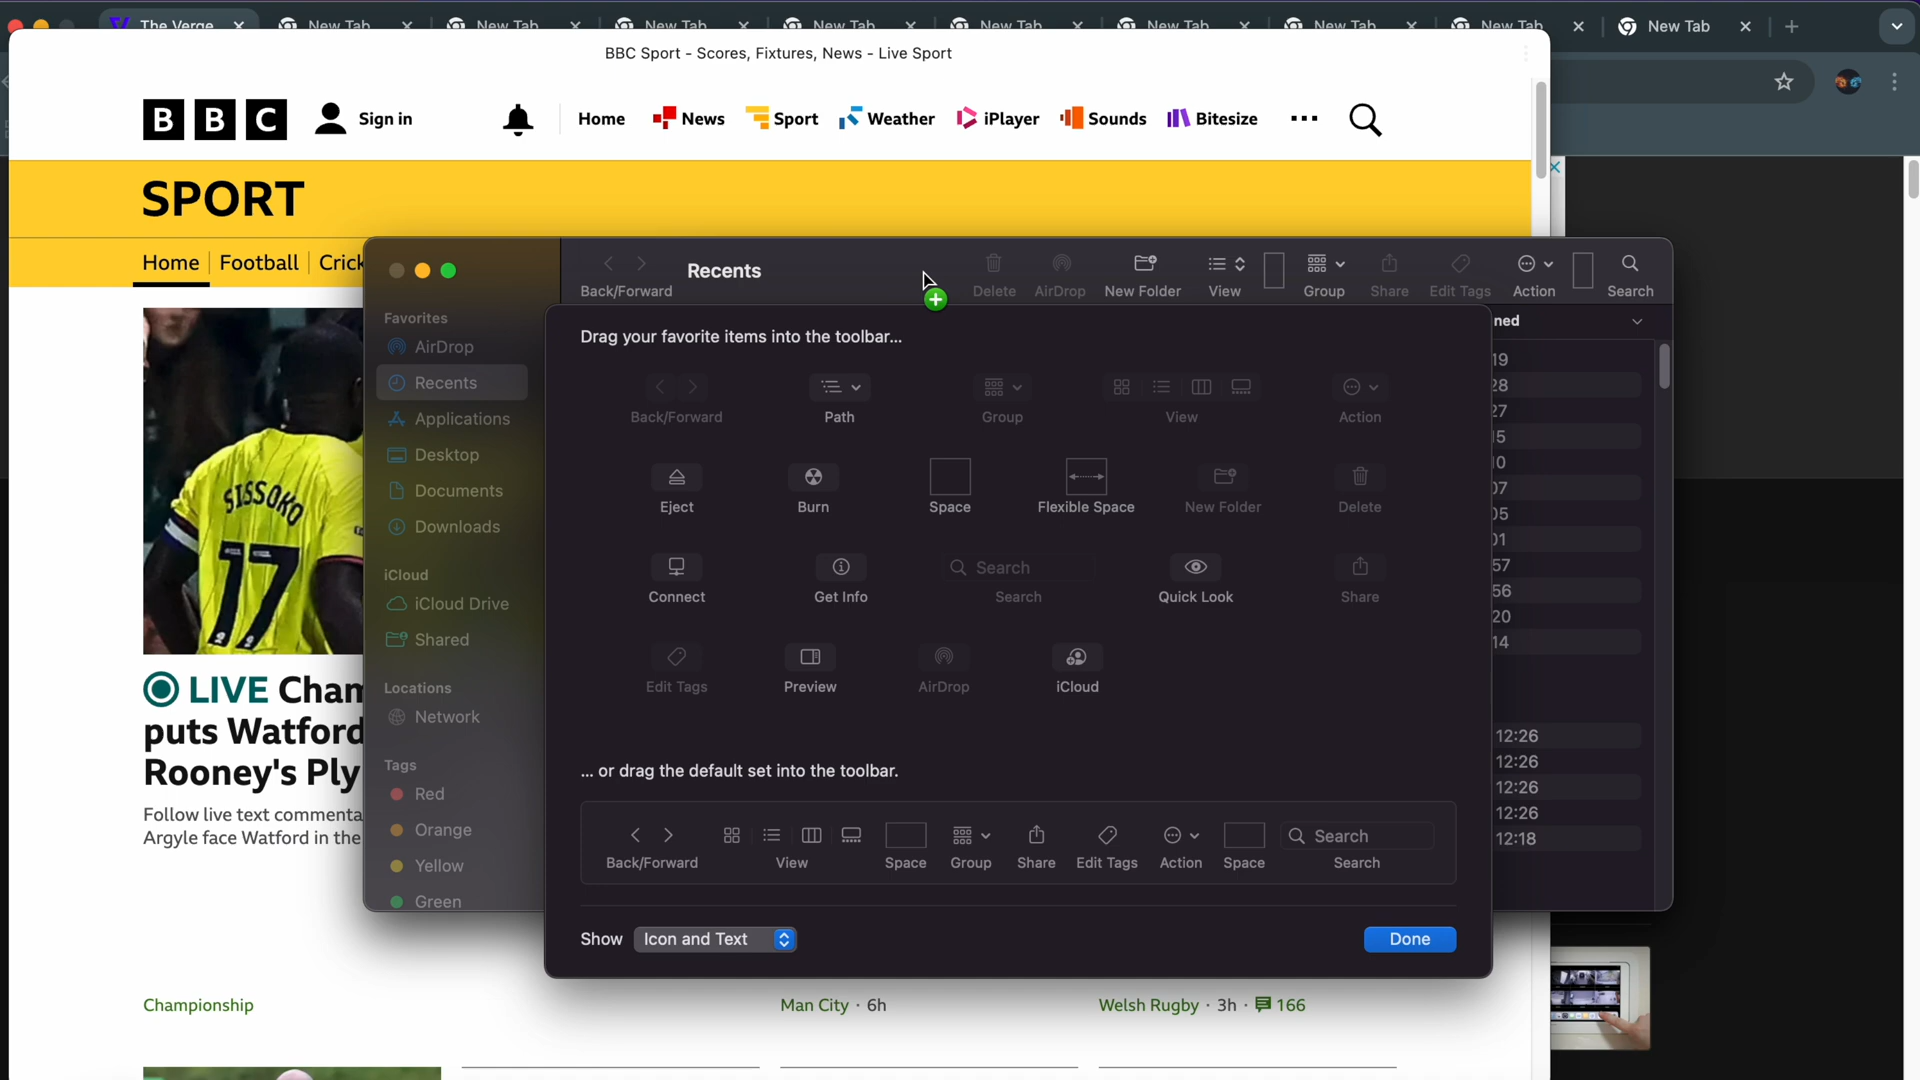 The Verge New Tab New Tab New Tab New Tab New Tab New Tab New Tab New Tab New Tab
BBC Sport - Scores, Fixtures, News - Live Sport
BBC Sign in Home News Sport Weather iPlayer Sounds Bitesize
SPORT
Home Football Crick
SISSOKO
17
LIVE Cham
puts Watford
Rooney's Ply
Follow live text commenta
Argyle face Watford in the
Championship
Man City · 6h
Welsh Rugby · 3h · 166
Recents
Back/Forward Delete AirDrop New Folder View Group Share Edit Tags Action Search
Favorites
AirDrop
Recents
Applications
Desktop
Documents
Downloads
iCloud
iCloud Drive
Shared
Locations
Network
Tags
Red
Orange
Yellow
Green
Drag your favorite items into the toolbar...
Back/Forward Path Group View Action
Eject Burn Space Flexible Space New Folder Delete
Search
Connect Get Info Search Quick Look Share
Edit Tags Preview AirDrop iCloud
... or drag the default set into the toolbar.
Search
Back/Forward View Space Group Share Edit Tags Action Space Search
Show Icon and Text Done
ned
19
28
27
15
10
07
05
01
57
56
20
14
12:26
12:26
12:26
12:26
12:18